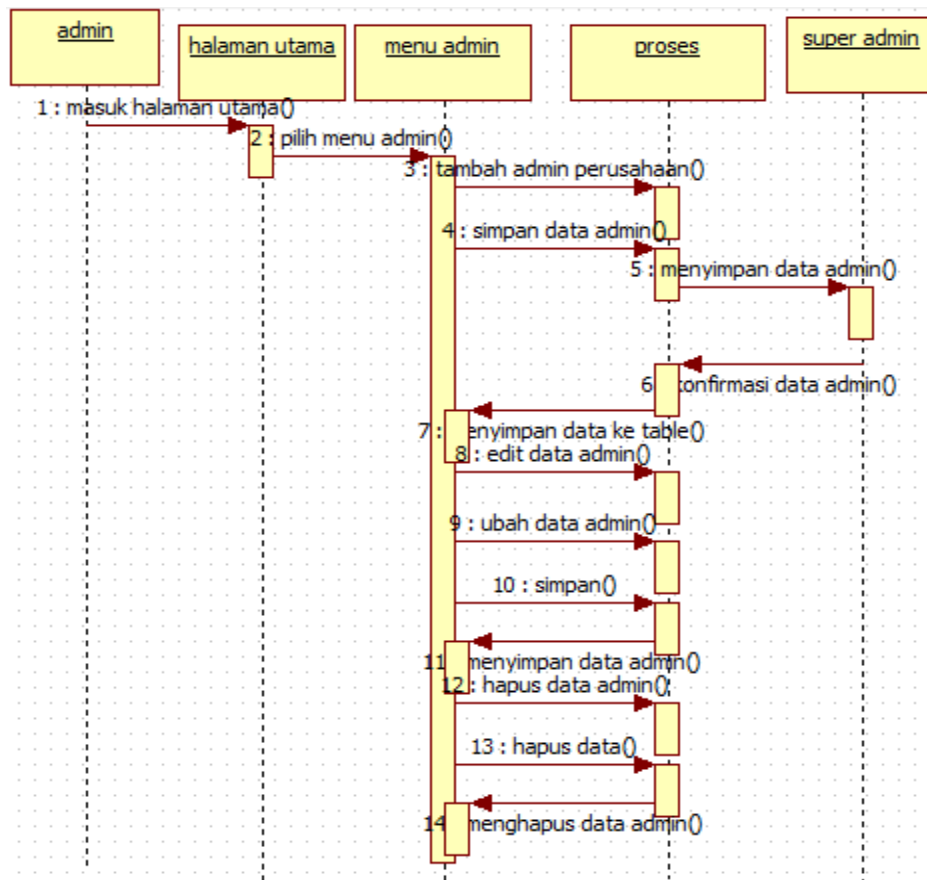 admin
halaman utama
menu admin
proses
super admin
1 : masuk halaman utama()
2 : pilih menu admin()
3 : tambah admin perusahaan()
4 : simpan data admin()
5 : menyimpan data admin()
6 : konfirmasi data admin()
7 : menyimpan data ke table()
8 : edit data admin()
9 : ubah data admin()
10 : simpan()
11 : menyimpan data admin()
12 : hapus data admin()
13 : hapus data()
14 : menghapus data admin()